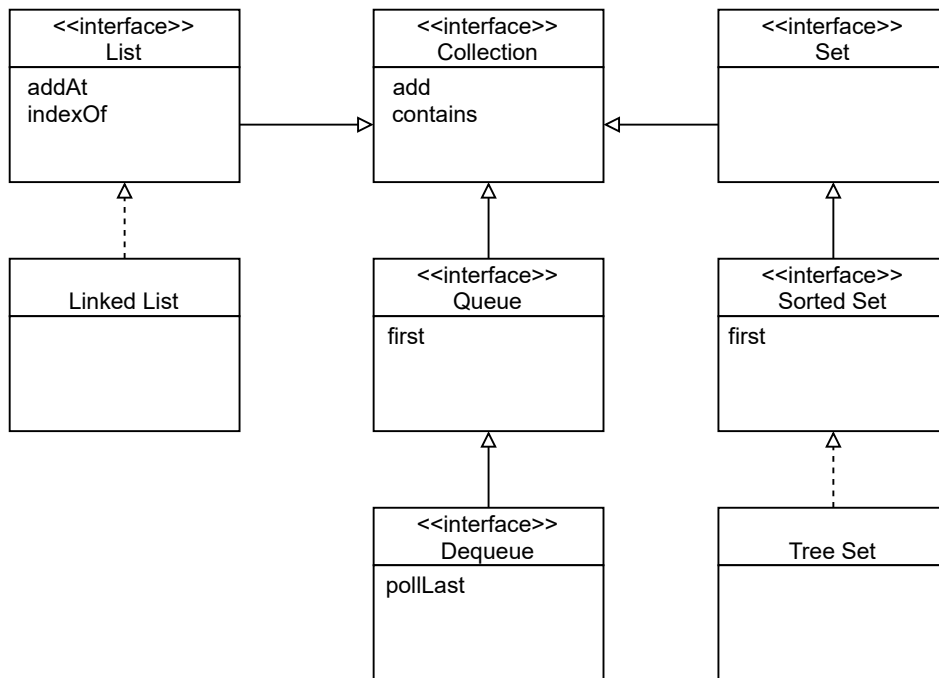 <<interface>>
List
addAt
indexOf
<<interface>>
Collection
add
contains
<<interface>>
Set
Linked List
<<interface>>
Queue
first
<<interface>>
Sorted Set
first
<<interface>>
Dequeue
pollLast
Tree Set